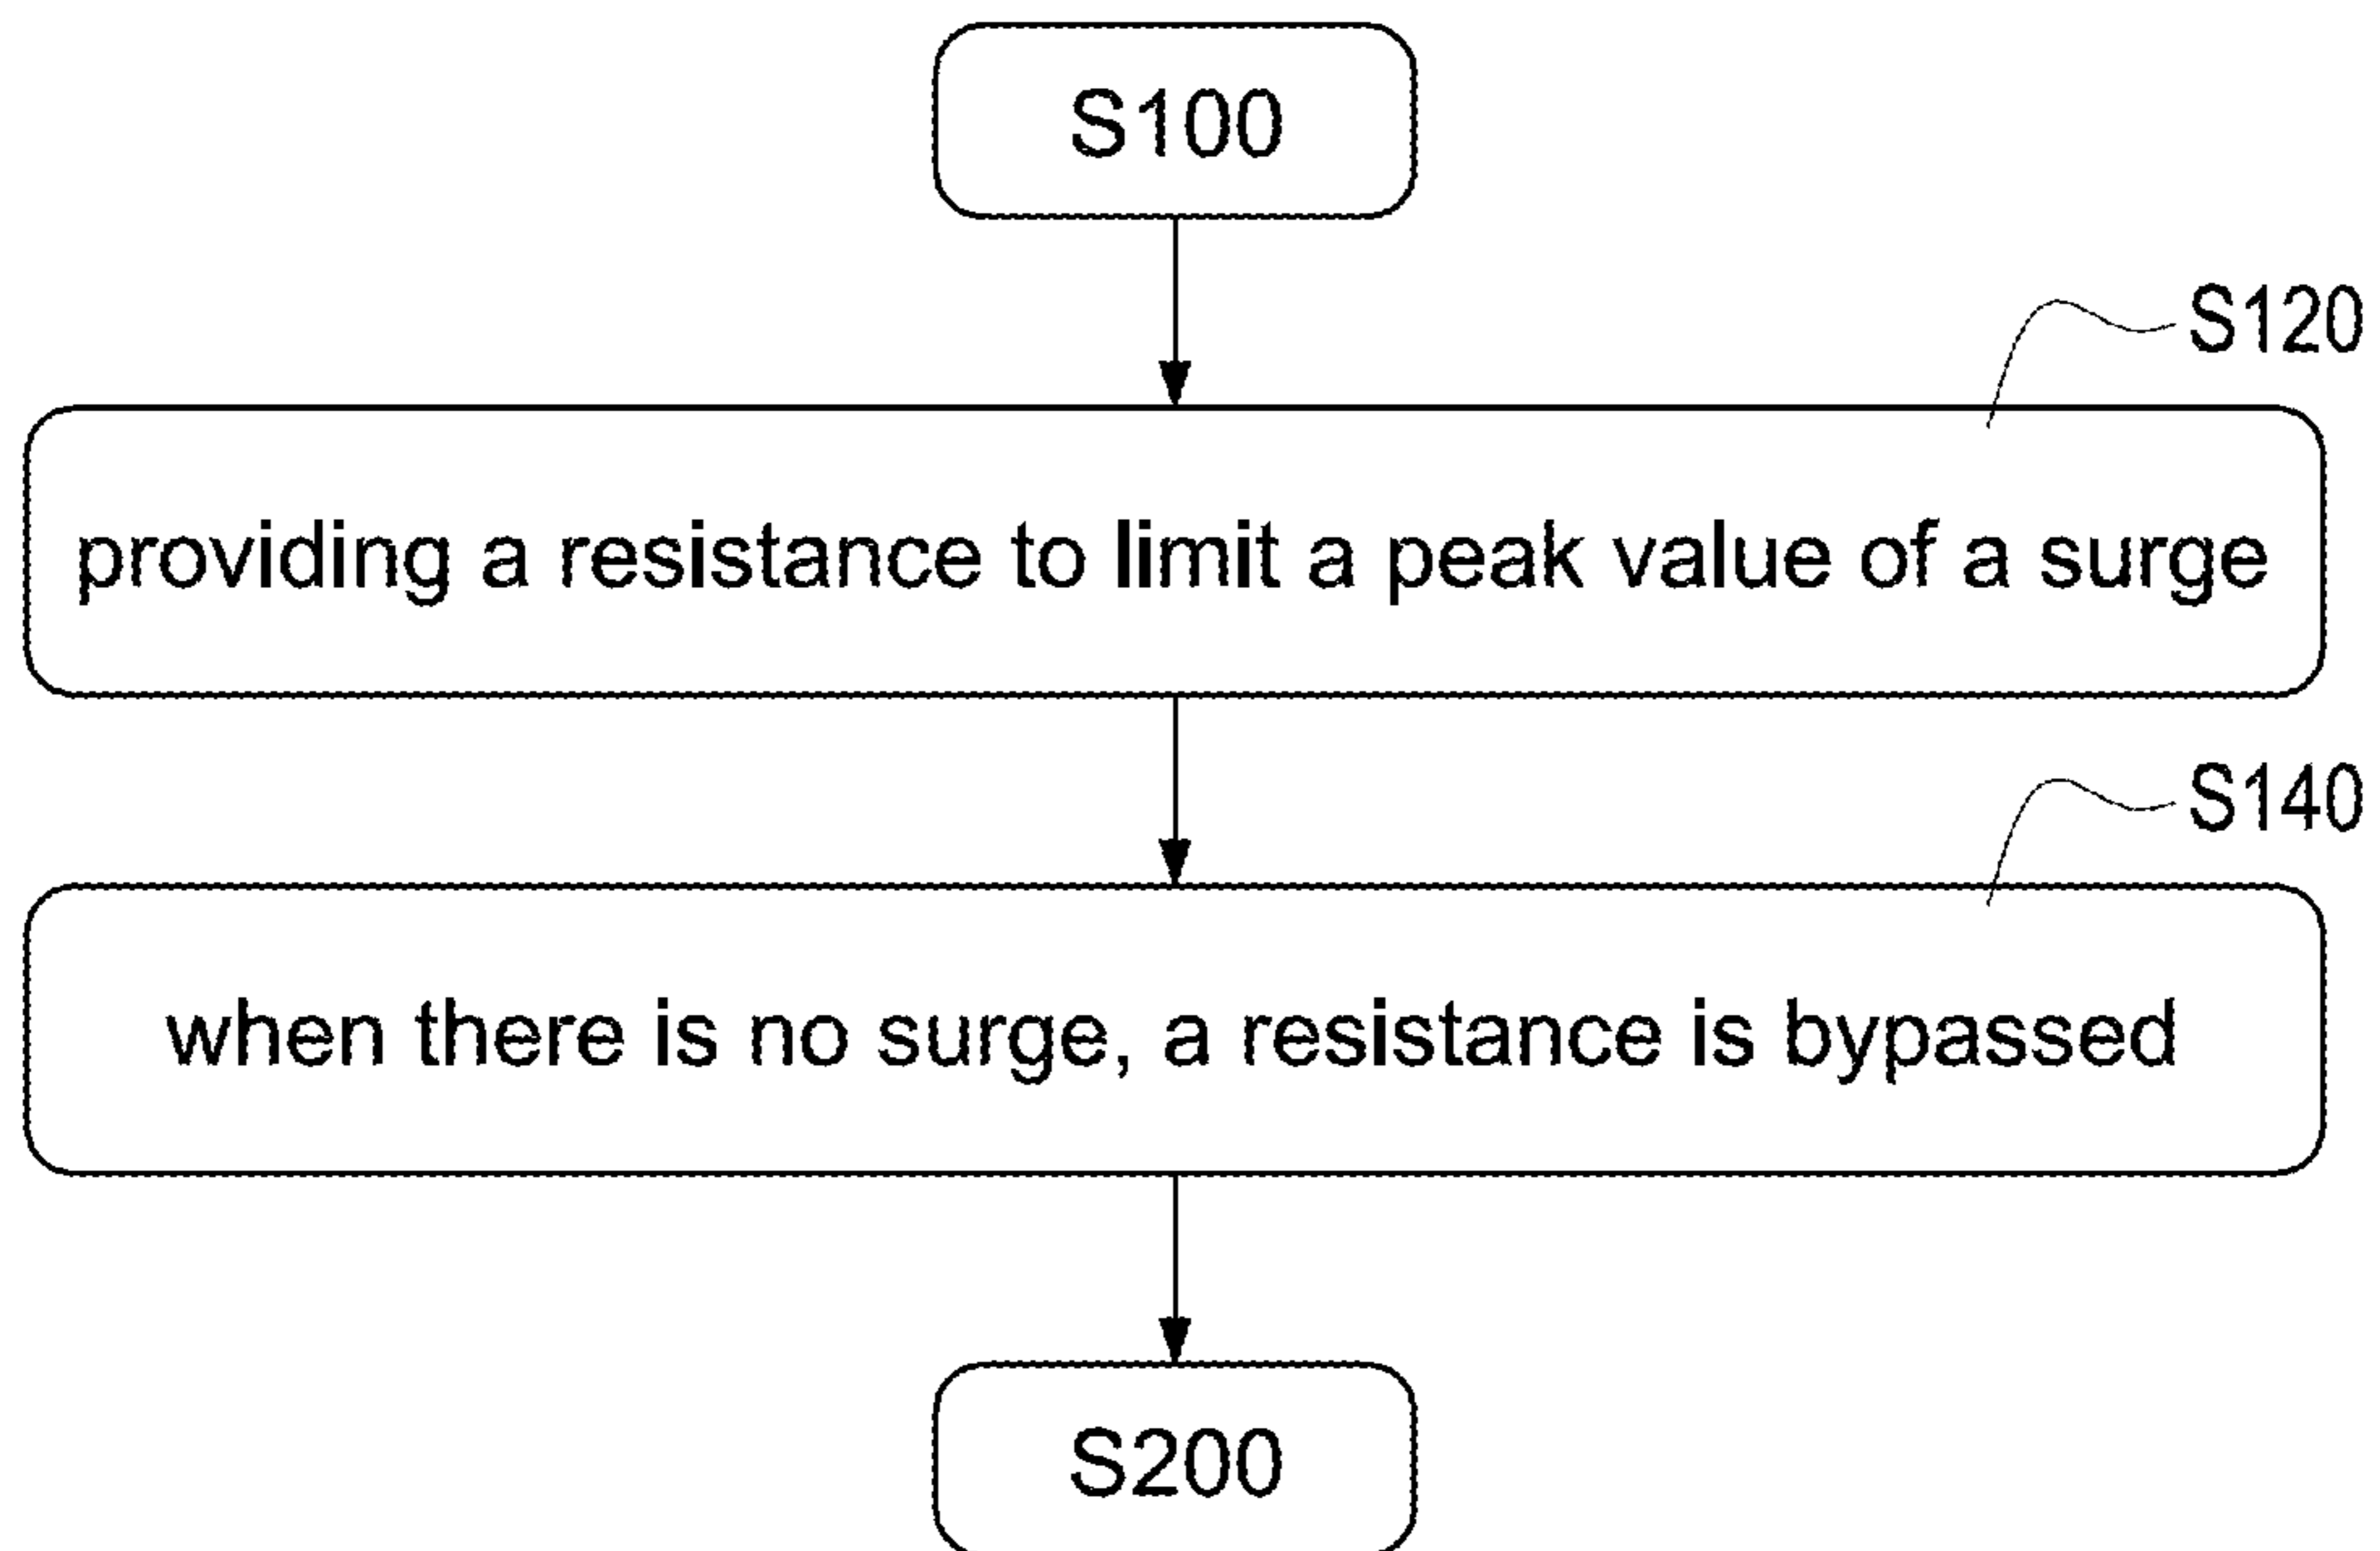 S100
S120
providing a resistance to limit a peak value of a surge
S140
when there is no surge, a resistance is bypassed
S200